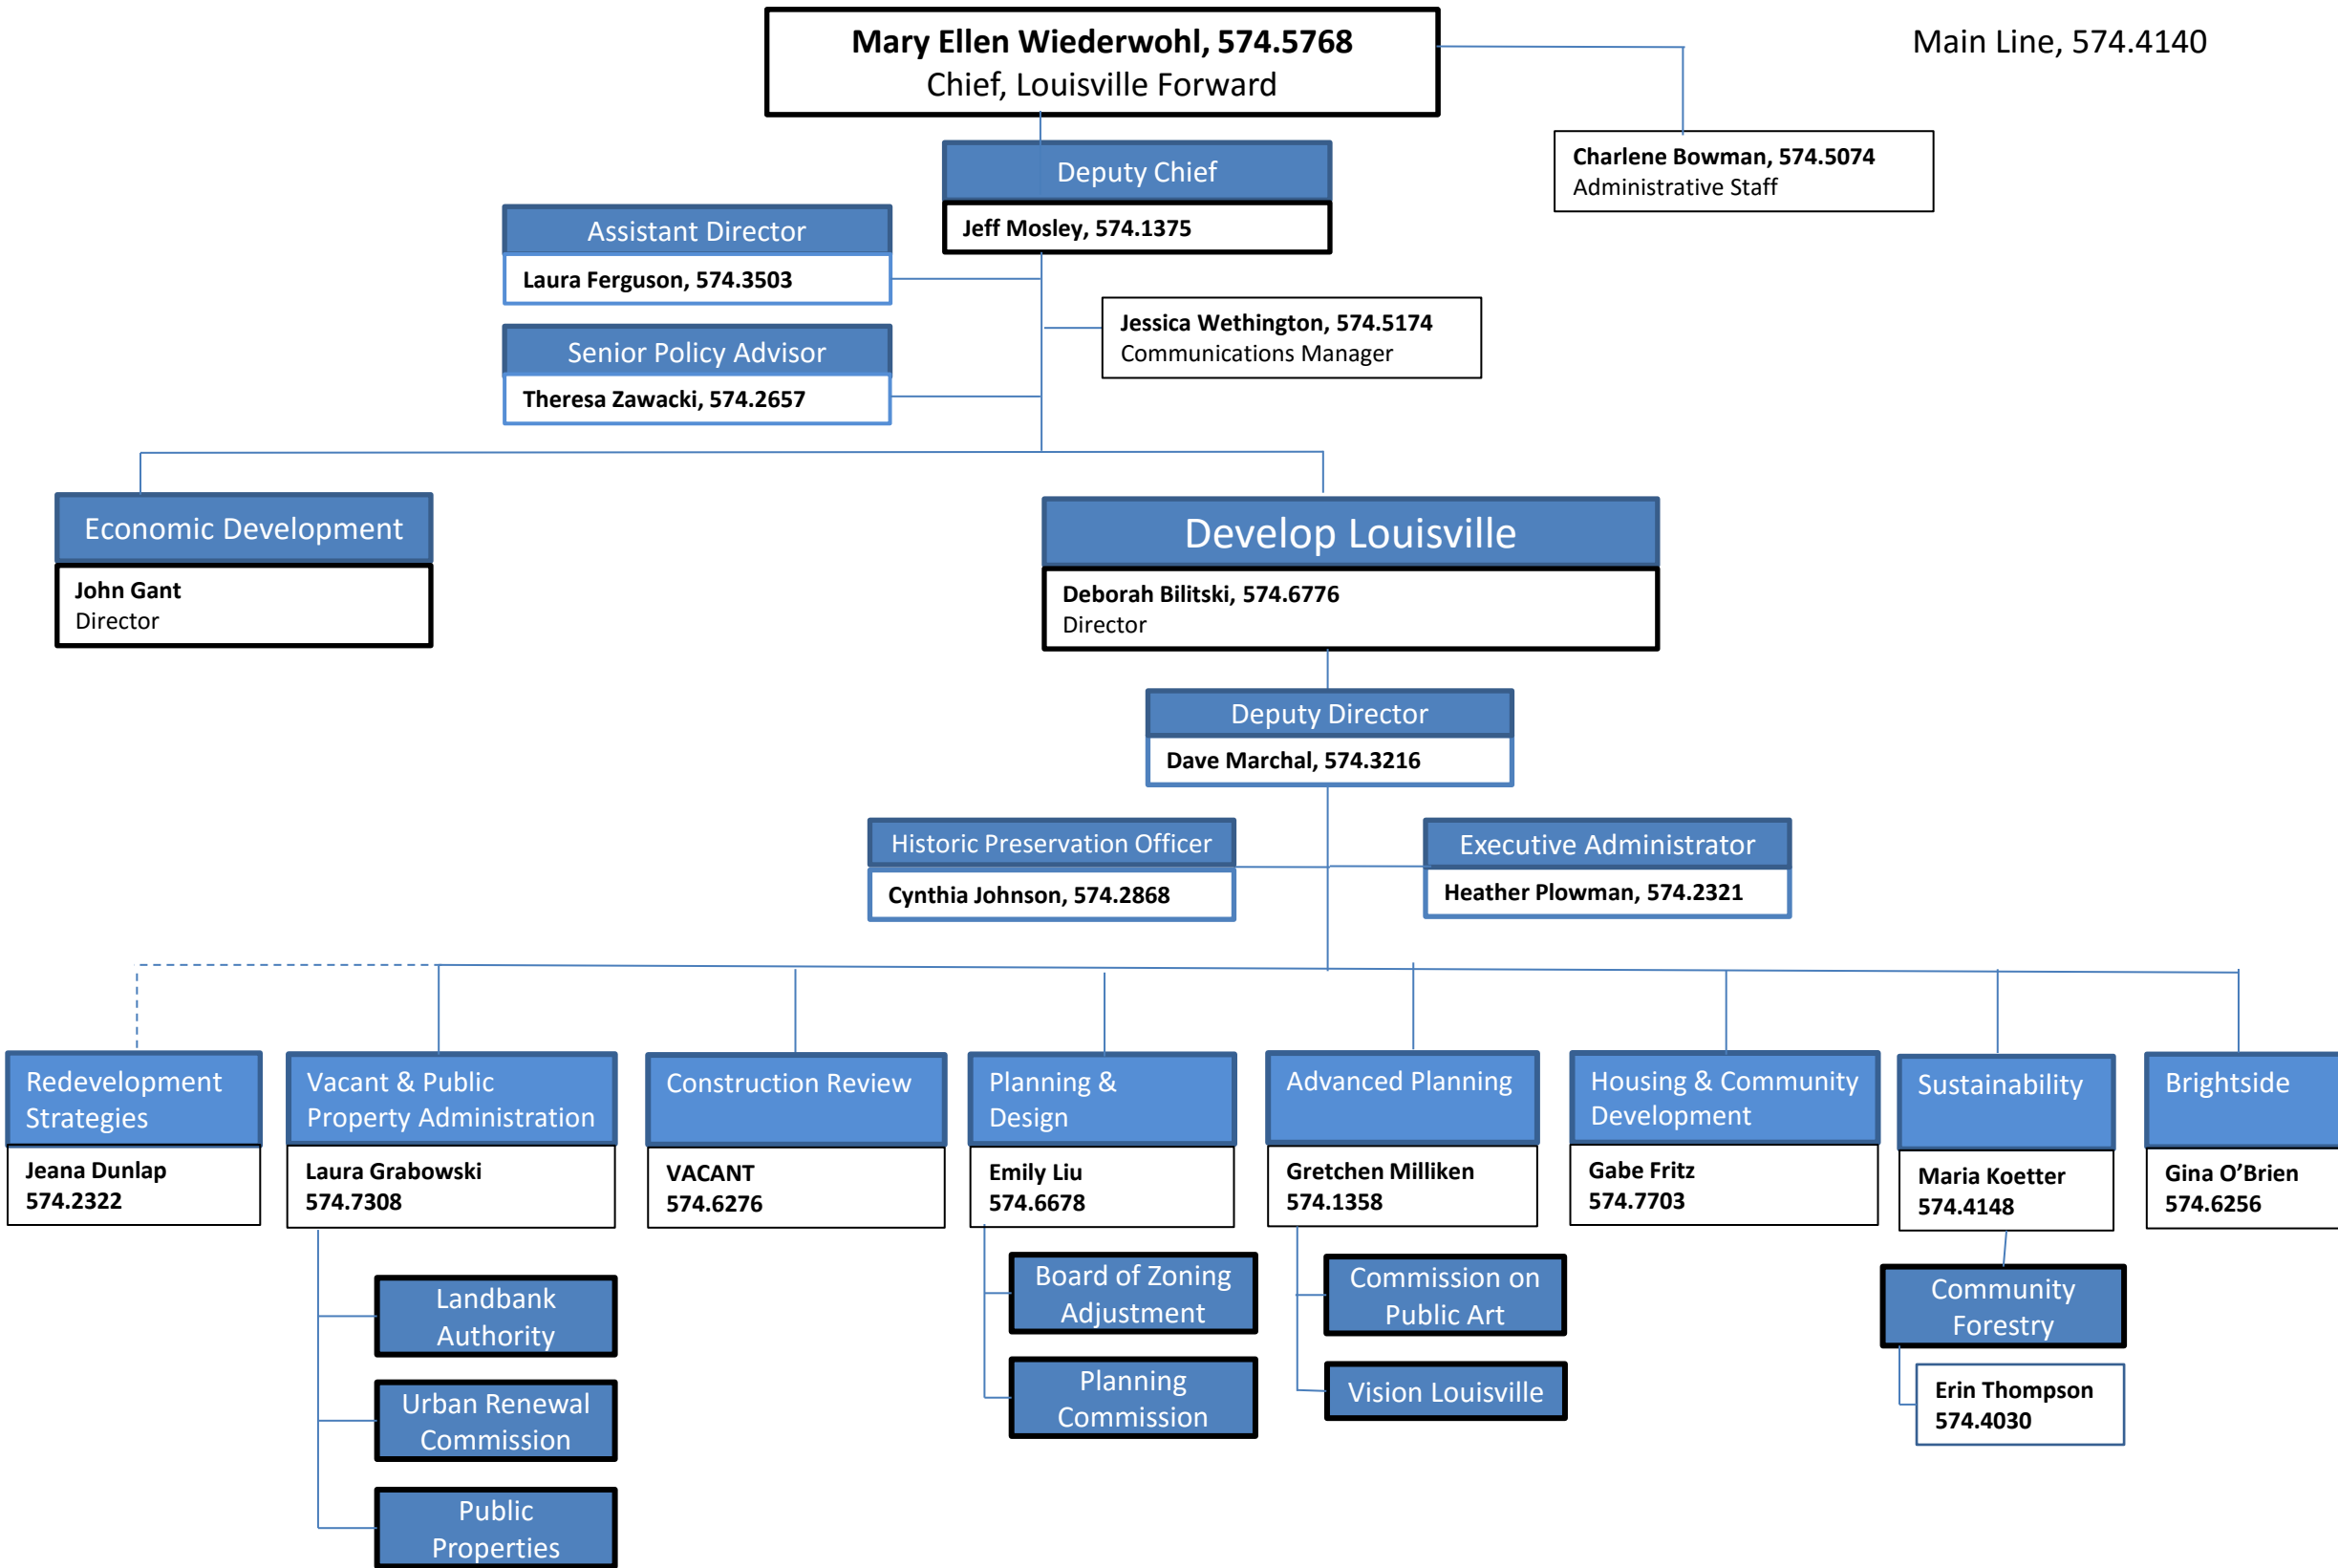 Mary Ellen Wiederwohl, 574.5768
Chief, Louisville Forward
Main Line, 574.4140
Charlene Bowman, 574.5074
Administrative Staff
Deputy Chief
Jeff Mosley, 574.1375
Assistant Director
Laura Ferguson, 574.3503
Jessica Wethington, 574.5174
Communications Manager
Senior Policy Advisor
Theresa Zawacki, 574.2657
Economic Development
John Gant
Director
Develop Louisville
Deborah Bilitski, 574.6776
Director
Deputy Director
Dave Marchal, 574.3216
Historic Preservation Officer
Cynthia Johnson, 574.2868
Executive Administrator
Heather Plowman, 574.2321
Redevelopment
Strategies
Jeana Dunlap
574.2322
Vacant & Public
Property Administration
Laura Grabowski
574.7308
Landbank
Authority
Urban Renewal
Commission
Public
Properties
Construction Review
VACANT
574.6276
Planning &
Design
Emily Liu
574.6678
Board of Zoning
Adjustment
Planning
Commission
Advanced Planning
Gretchen Milliken
574.1358
Commission on
Public Art
Vision Louisville
Housing & Community
Development
Gabe Fritz
574.7703
Sustainability
Maria Koetter
574.4148
Community
Forestry
Erin Thompson
574.4030
Brightside
Gina O’Brien
574.6256